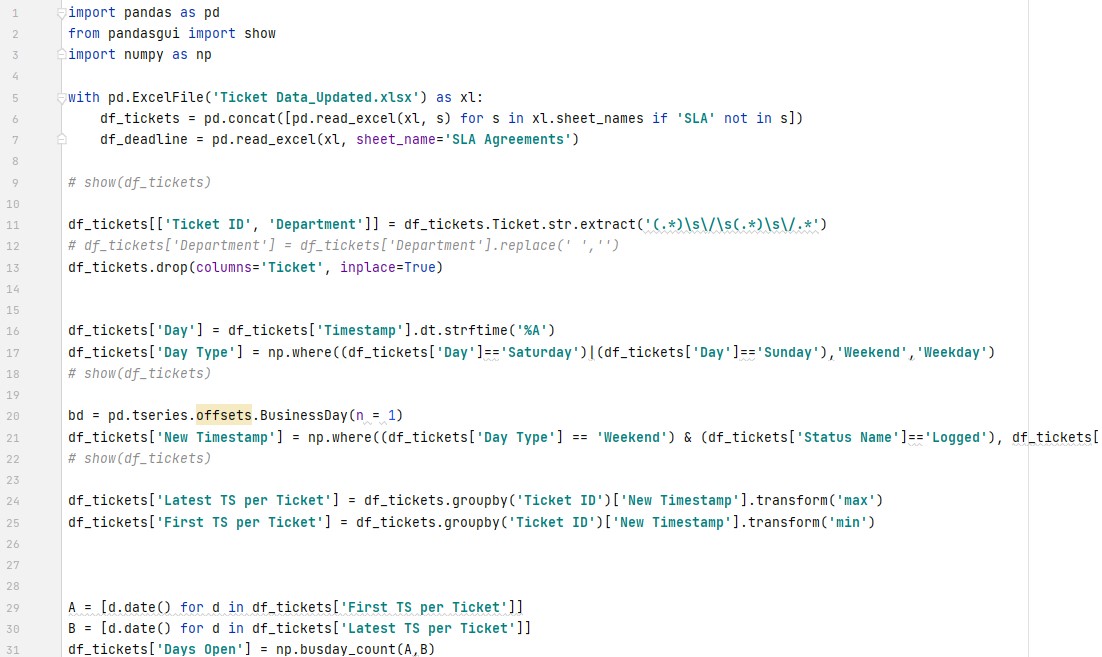 1 import pandas as pd
2 from pandasgui import show
3 import numpy as np
4
5 with pd.ExcelFile('Ticket Data_Updated.xlsx') as xl:
6     df_tickets = pd.concat([pd.read_excel(xl, s) for s in xl.sheet_names if 'SLA' not in s])
7     df_deadline = pd.read_excel(xl, sheet_name='SLA Agreements')
8
9 # show(df_tickets)
10
11 df_tickets[['Ticket ID', 'Department']] = df_tickets.Ticket.str.extract('(.*)\s\/\s(.*)\s\/.*')
12 # df_tickets['Department'] = df_tickets['Department'].replace(' ','')
13 df_tickets.drop(columns='Ticket', inplace=True)
14
15
16 df_tickets['Day'] = df_tickets['Timestamp'].dt.strftime('%A')
17 df_tickets['Day Type'] = np.where((df_tickets['Day']=='Saturday')|(df_tickets['Day']=='Sunday'),'Weekend','Weekday')
18 # show(df_tickets)
19
20 bd = pd.tseries.offsets.BusinessDay(n = 1)
21 df_tickets['New Timestamp'] = np.where((df_tickets['Day Type'] == 'Weekend') & (df_tickets['Status Name']=='Logged'), df_tickets[
22 # show(df_tickets)
23
24 df_tickets['Latest TS per Ticket'] = df_tickets.groupby('Ticket ID')['New Timestamp'].transform('max')
25 df_tickets['First TS per Ticket'] = df_tickets.groupby('Ticket ID')['New Timestamp'].transform('min')
26
27
28
29 A = [d.date() for d in df_tickets['First TS per Ticket']]
30 B = [d.date() for d in df_tickets['Latest TS per Ticket']]
31 df_tickets['Days Open'] = np.busday_count(A,B)